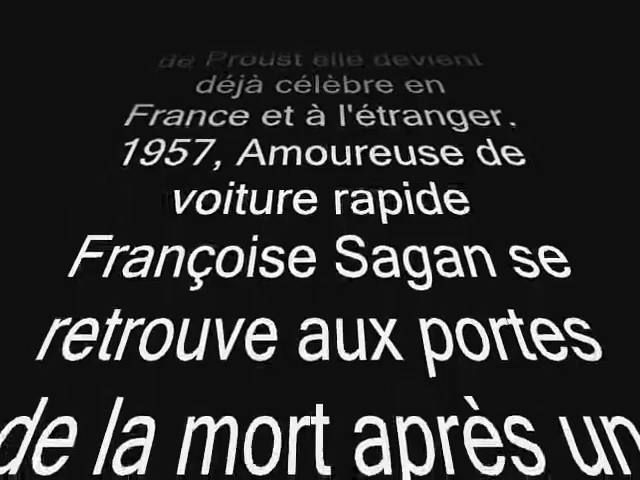 de Proust elle devient
déjà célèbre en
France et à l'étranger.
1957, Amoureuse de
voiture rapide
Françoise Sagan se
retrouve aux portes
de la mort après un